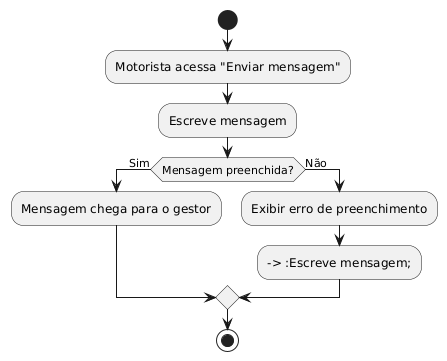 Motorista acessa "Enviar mensagem"
Escreve mensagem
Sim
Mensagem preenchida?
Não
Mensagem chega para o gestor
Exibir erro de preenchimento
-> :Escreve mensagem;